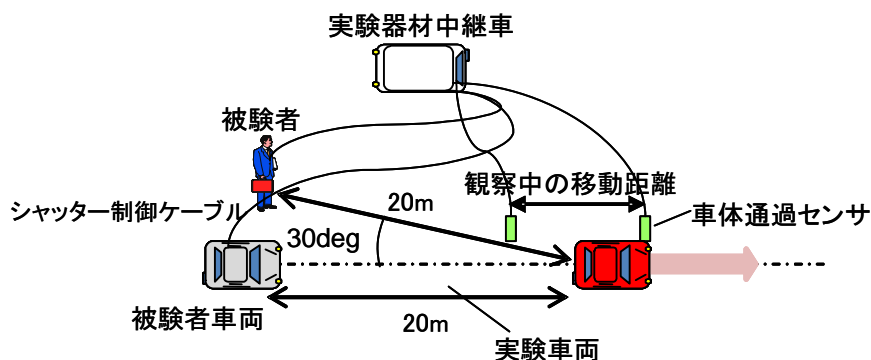 実験器材中継車
被験者
観察中の移動距離
20m
シャッター制御ケーブル
車体通過センサ
30deg
被験者車両
20m
実験車両